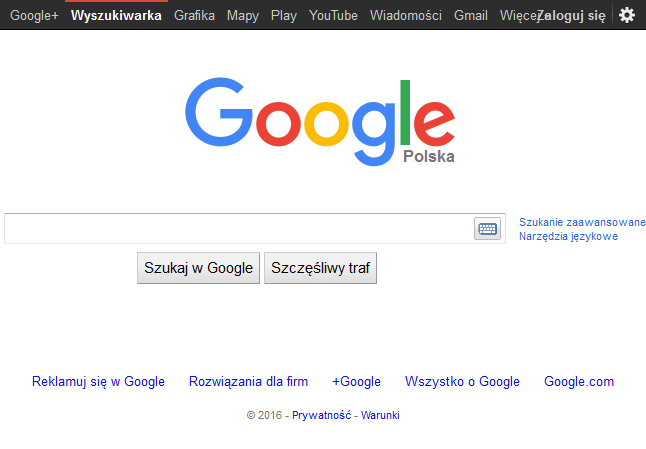 Google+ Wyszukiwarka Grafika Mapy Play YouTube Wiadomości Dokumenty Gmail Więcej Zaloguj się
Google
Polska
Szukanie zaawansowane
Narzędzia językowe
Szukaj w Google Szczęśliwy traf
Reklamuj się w Google Rozwiązania dla firm +Google Wszystko o Google Google.com
© 2016 - Prywatność - Warunki